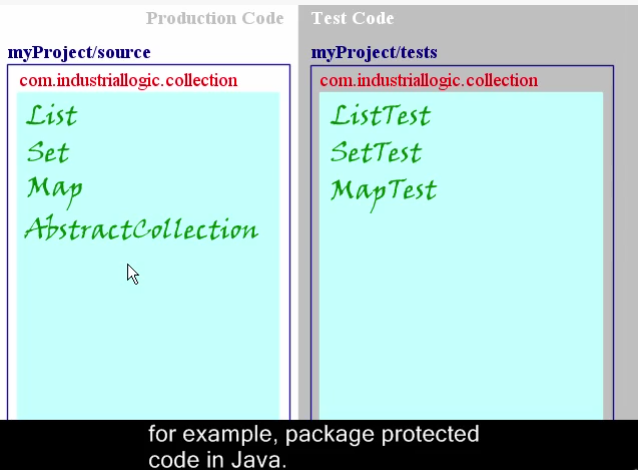 Production Code
myProject/source
com.industriallogic.collection
List
Set
Map
AbstractCollection
Test Code
myProject/tests
com.industriallogic.collection
ListTest
SetTest
MapTest
for example, package protected
code in Java.